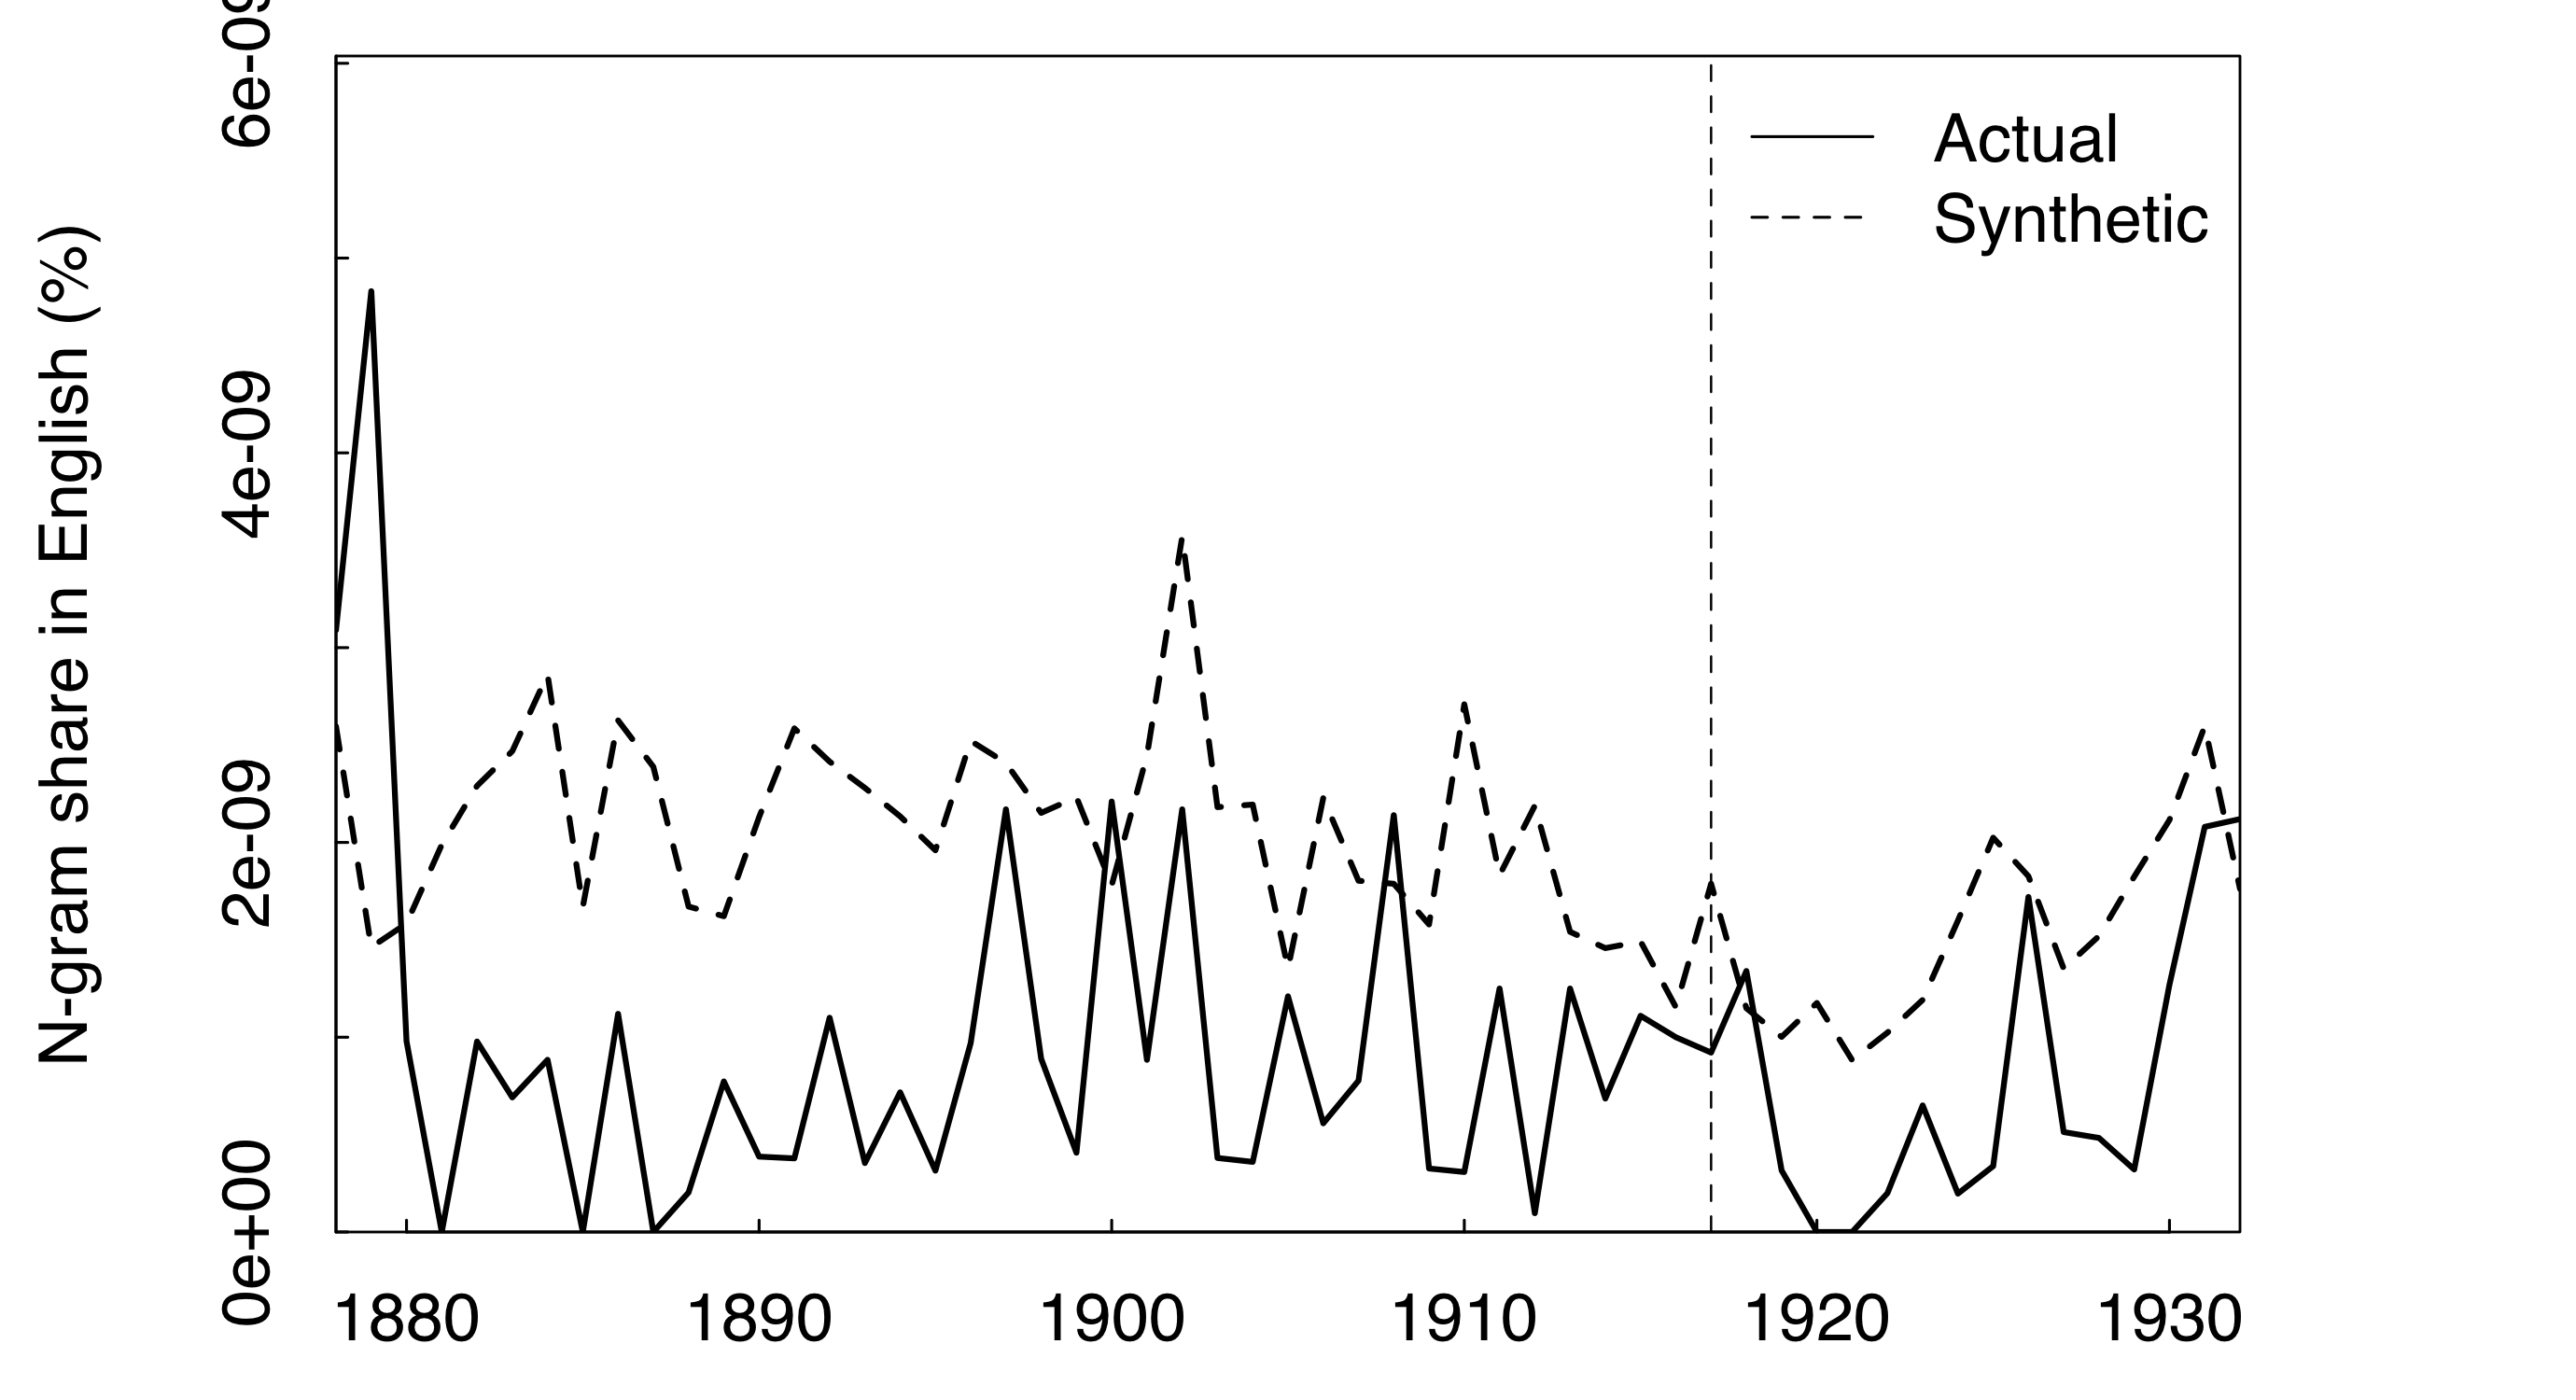 N-gram share in English (%)
6e-09
4e-09
2e-09
0e+00
Actual
Synthetic
1880 1890 1900 1910 1920 1930